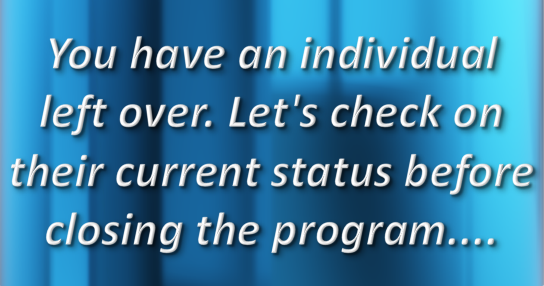 You have an individual
left over. Let's check on
their current status before
closing the program....